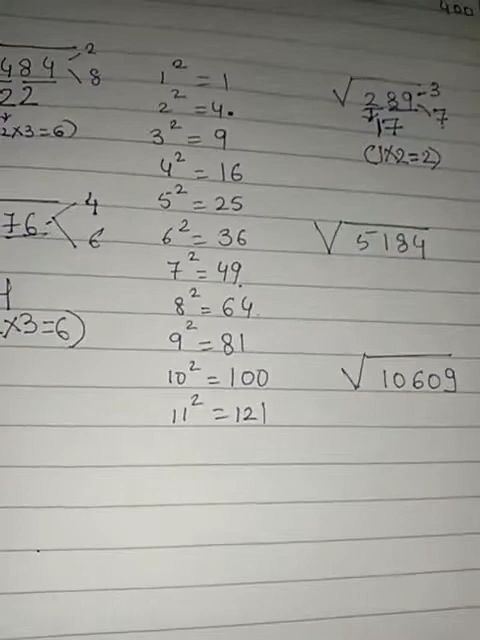 400
√484 2
8
22
2×3=6)
76 4
6
×3=6)
1² = 1
2² = 4.
3² = 9
4² = 16
5² = 25
6² = 36
7² = 49.
8² = 64.
9² = 81
10² = 100
11² = 121
√289 - 3
7
17
(1×2=2)
√5184
√10609